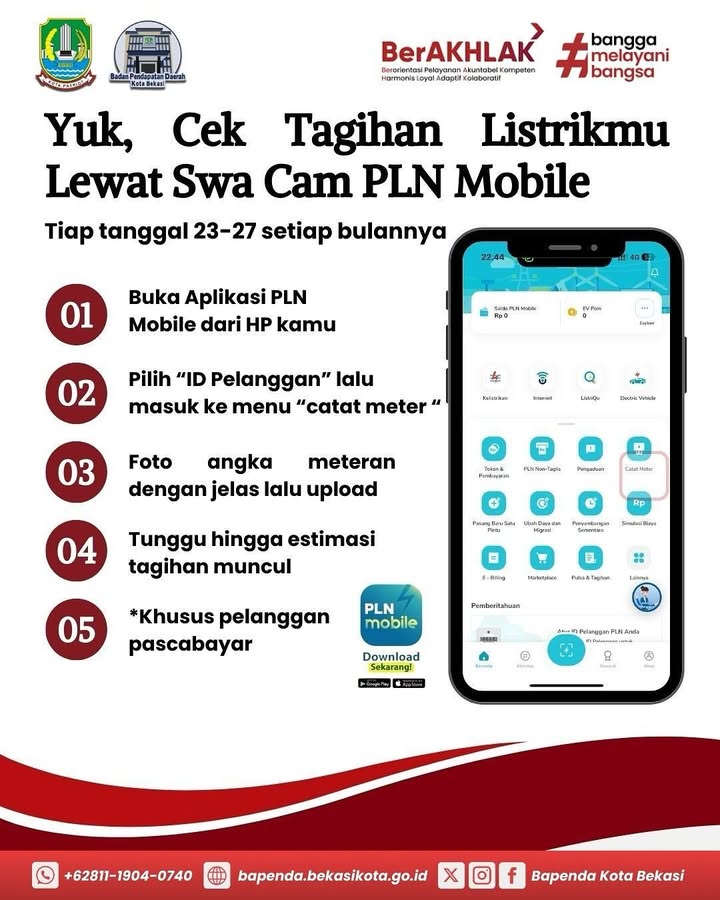 KOTA PATRIOT
Badan Pendapatan Daerah
Kota Bekasi
BerAKHLAK
Berorientasi Pelayanan Akuntabel Kompeten
Harmonis Loyal Adaptif Kolaboratif
#bangga
melayani
bangsa
Yuk, Cek Tagihan Listrikmu
Lewat Swa Cam PLN Mobile
Tiap tanggal 23-27 setiap bulannya
01
Buka Aplikasi PLN
Mobile dari HP kamu
02
Pilih “ID Pelanggan” lalu
masuk ke menu “catat meter “
03
Foto angka meteran
dengan jelas lalu upload
04
Tunggu hingga estimasi
tagihan muncul
05
*Khusus pelanggan
pascabayar
PLN
mobile
Download
Sekarang!
Google Play
App Store
22.44
4G
Saldo PLN Mobile
Rp 0
EV Poin
0
Explore
Kelistrikan
Internet
ListriQu
Electric Vehicle
Token &
Pembayaran
PLN Non-Taglis
Pengaduan
Catat Meter
Pasang Baru Satu
Pintu
Ubah Daya dan
Migrasi
Penyambungan
Sementara
Rp
Simulasi Biaya
E - Billing
Marketplace
Pulsa & Tagihan
Lainnya
Pemberitahuan
Atur ID Pelanggan PLN Anda
Beranda
Aktivitas
Reward
Akun
+62811-1904-0740
bapenda.bekasikota.go.id
Bapenda Kota Bekasi